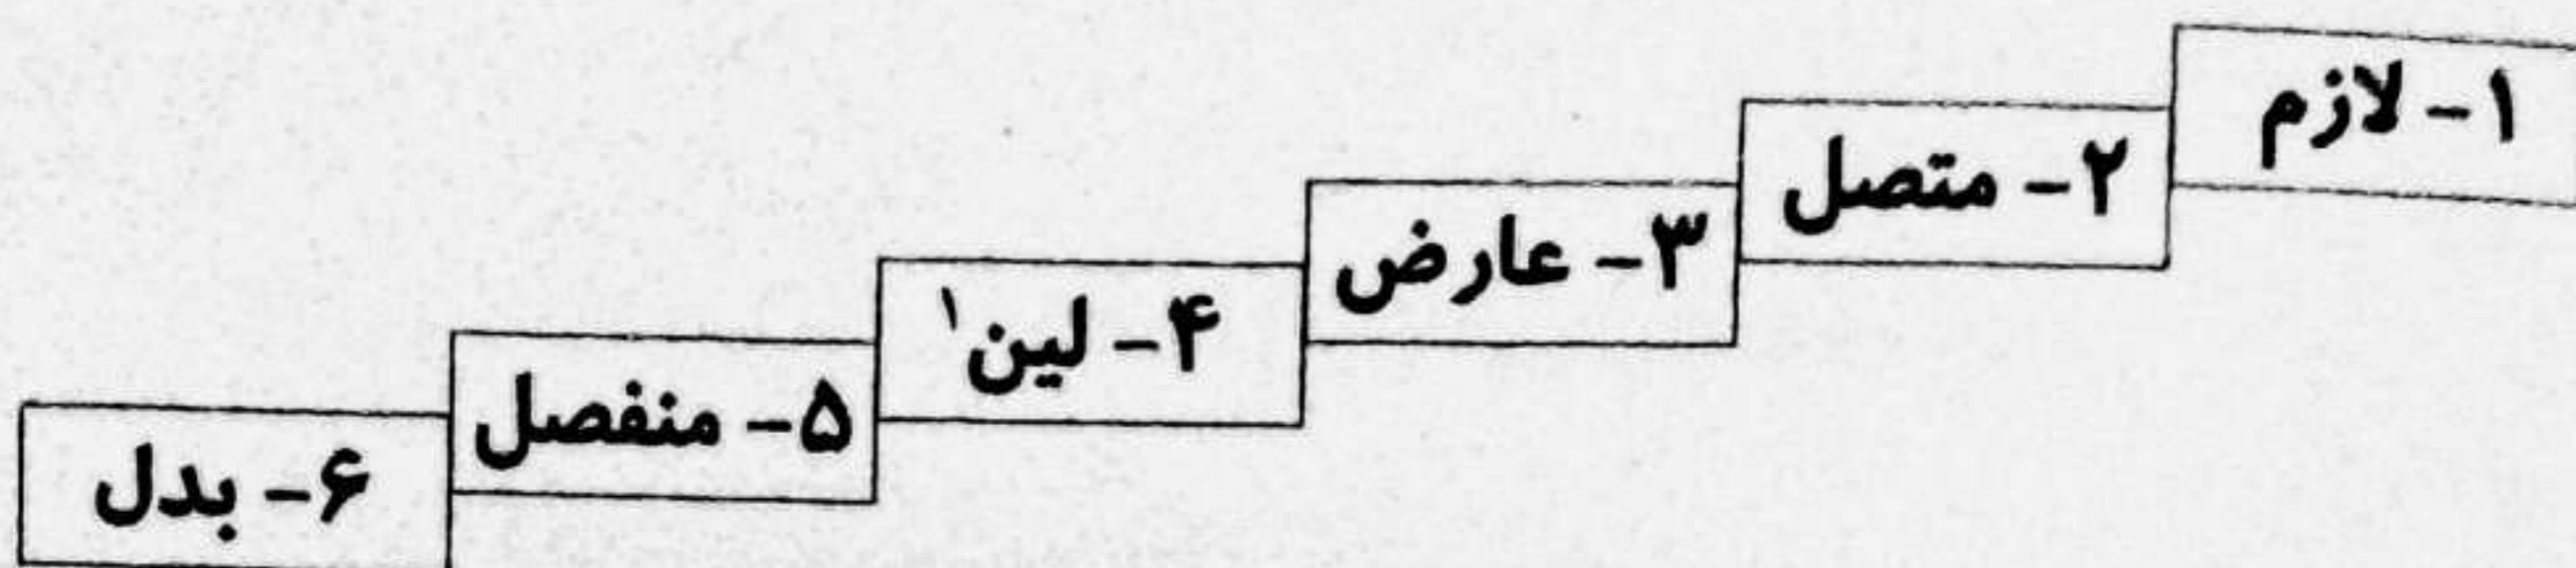 ۱- لازم
۲- متصل
۳- عارض
۴- لین۱
۵- منفصل
۶- بدل